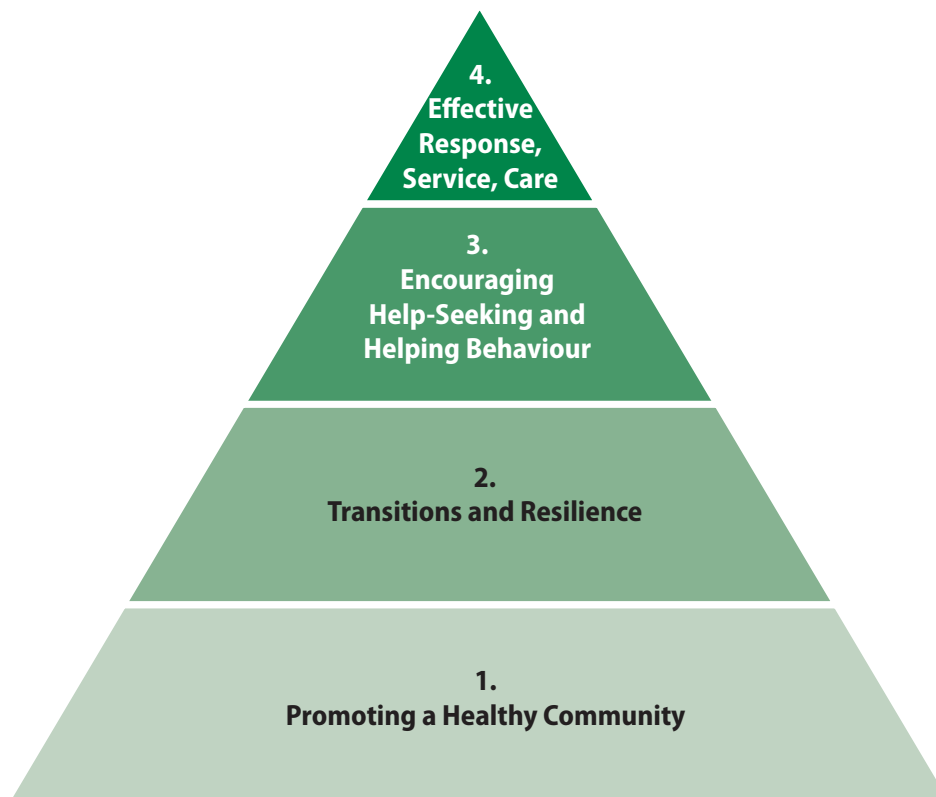 4.
Effective
Response,
Service, Care
3.
Encouraging
Help-Seeking and
Helping Behaviour
2.
Transitions and Resilience
1.
Promoting a Healthy Community